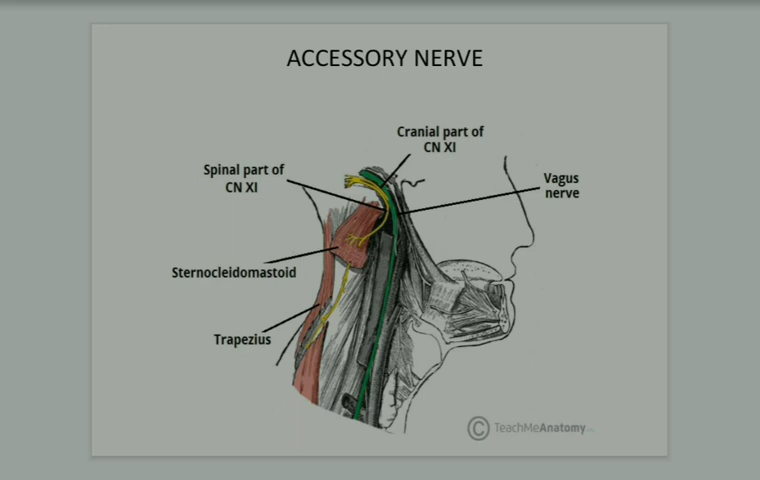 ACCESSORY NERVE
Cranial part of
CN XI
Spinal part of
CN XI
Vagus
nerve
Sternocleidomastoid
Trapezius
© TeachMeAnatomy